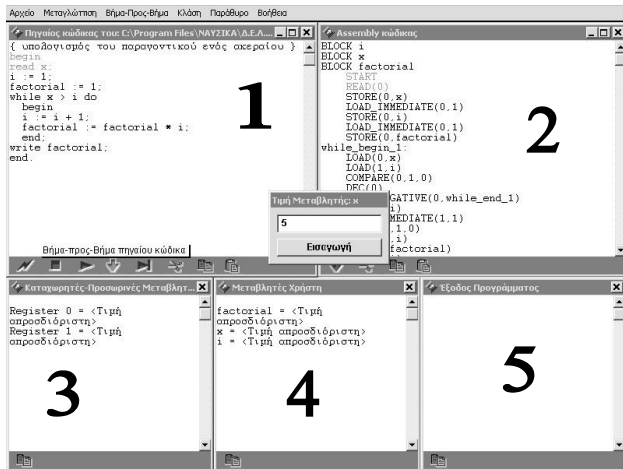 Αρχείο Μεταγλώττιση Βήμα-Προς-Βήμα Κλάση Παράθυρο Βοήθεια
Πηγαίος κώδικας του: C:\Program Files\ΝΑΥΣΙΚΑ\Δ.Ε.Λ....
{ υπολογισμός του παραγοντικού ενός ακεραίου }
begin
read x;
i := 1;
factorial := 1;
while x > i do
begin
i := i + 1;
factorial := factorial * i;
end;
write factorial;
end.
1
Βήμα-προς-Βήμα πηγαίου κώδικα
Assembly κώδικας
BLOCK i
BLOCK x
BLOCK factorial
START
READ(0)
STORE(0,x)
LOAD_IMMEDIATE(0,1)
STORE(0,i)
LOAD_IMMEDIATE(0,1)
STORE(0,factorial)
while_begin_1:
LOAD(0,x)
LOAD(1,i)
COMPARE(0,1,0)
DEC(0)
GATIVE(0,while_end_1)
i)
MEDIATE(1,1)
,1,0)
,i)
factorial)
2
Τιμή Μεταβλητής: x
5
Εισαγωγή
Καταχωρητές-Προσωρινές Μεταβλητ...
Register 0 = <Τιμή
απροσδιόριστη>
Register 1 = <Τιμή
απροσδιόριστη>
3
Μεταβλητές Χρήστη
factorial = <Τιμή
απροσδιόριστη>
x = <Τιμή απροσδιόριστη>
i = <Τιμή απροσδιόριστη>
4
Έξοδος Προγράμματος
5